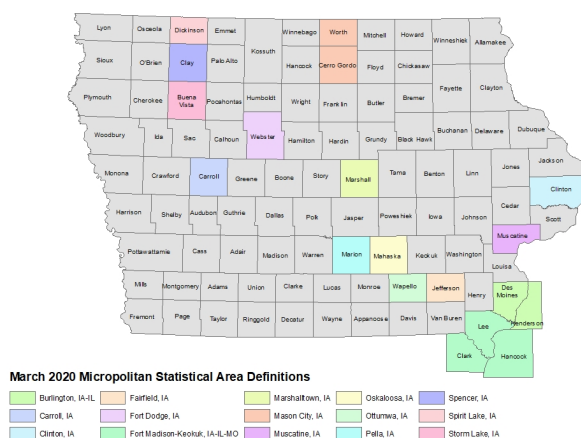 Lyon Osceola Dickinson Emmet Winnebago Worth Mitchell Howard
Kossuth Winneshiek Allamakee
Sioux O'Brien Clay Palo Alto Hancock Cerro Gordo Floyd Chickasaw
Plymouth Cherokee Buena Vista Pocahontas Humboldt Wright Franklin Butler Bremer Fayette Clayton
Woodbury Ida Sac Calhoun Webster Hamilton Hardin Grundy Black Hawk Buchanan Delaware Dubuque
Monona Crawford Carroll Greene Boone Story Marshall Tama Benton Linn Jones Jackson
Clinton
Harrison Shelby Audubon Guthrie Dallas Polk Jasper Poweshiek Iowa Johnson Cedar Scott
Muscatine
Pottawattamie Cass Adair Madison Warren Marion Mahaska Keokuk Washington Louisa
Mills Montgomery Adams Union Clarke Lucas Monroe Wapello Jefferson Henry Des Moines
Fremont Page Taylor Ringgold Decatur Wayne Appanoose Davis Van Buren Lee Henderson
Clark Hancock
March 2020 Micropolitan Statistical Area Definitions
Burlington, IA-IL Fairfield, IA Marshalltown, IA Oskaloosa, IA Spencer, IA
Carroll, IA Fort Dodge, IA Mason City, IA Ottumwa, IA Spirit Lake, IA
Clinton, IA Fort Madison-Keokuk, IA-IL-MO Muscatine, IA Pella, IA Storm Lake, IA